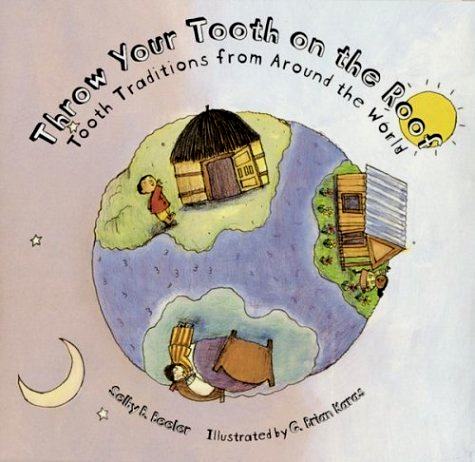 Throw Your Tooth on the Roof
Tooth Traditions from Around the World
Selby B. Beeler Illustrated by G. Brian Karas